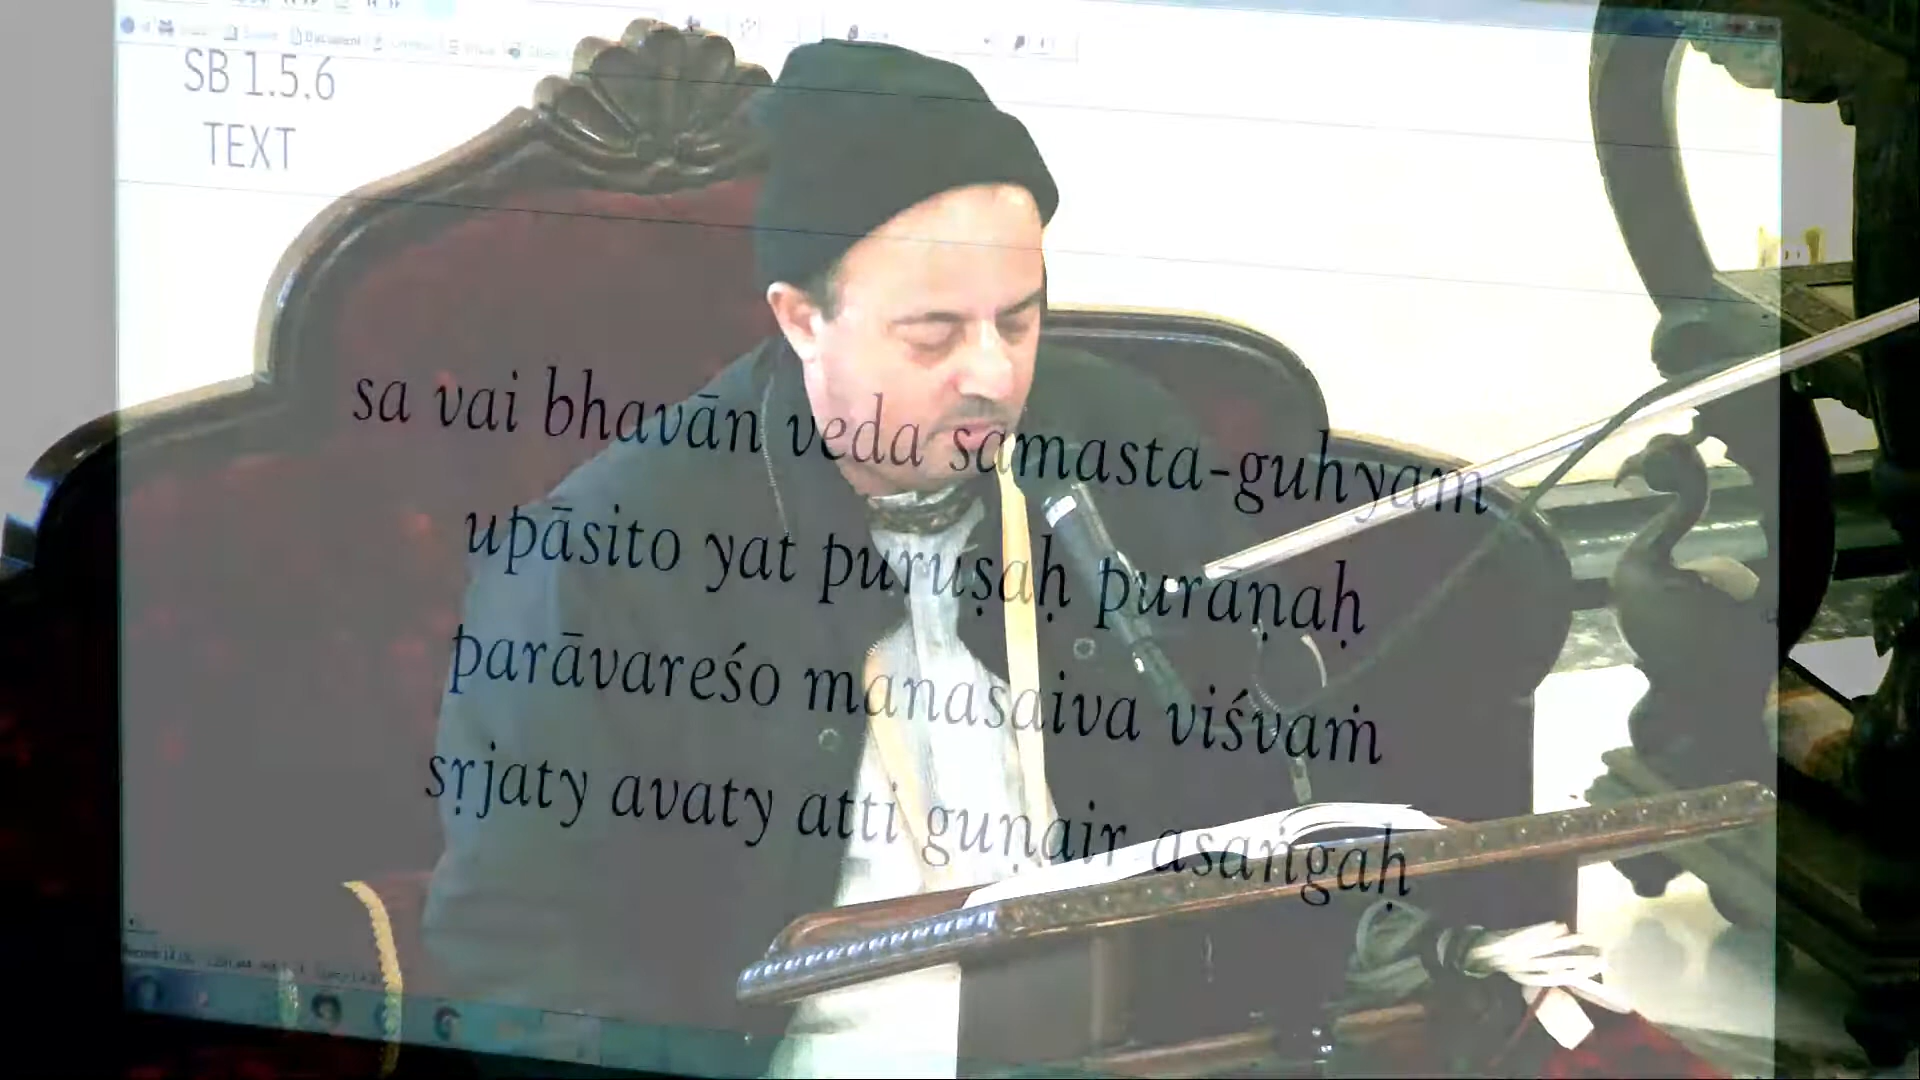 Document
SB 1.5.6
TEXT
sa vai bhavān veda samasta-guhyam
upāsito yat puruṣaḥ purāṇaḥ
parāvareśo manasaiva viśvaṁ
sṛjaty avaty atti guṇair asaṅgaḥ